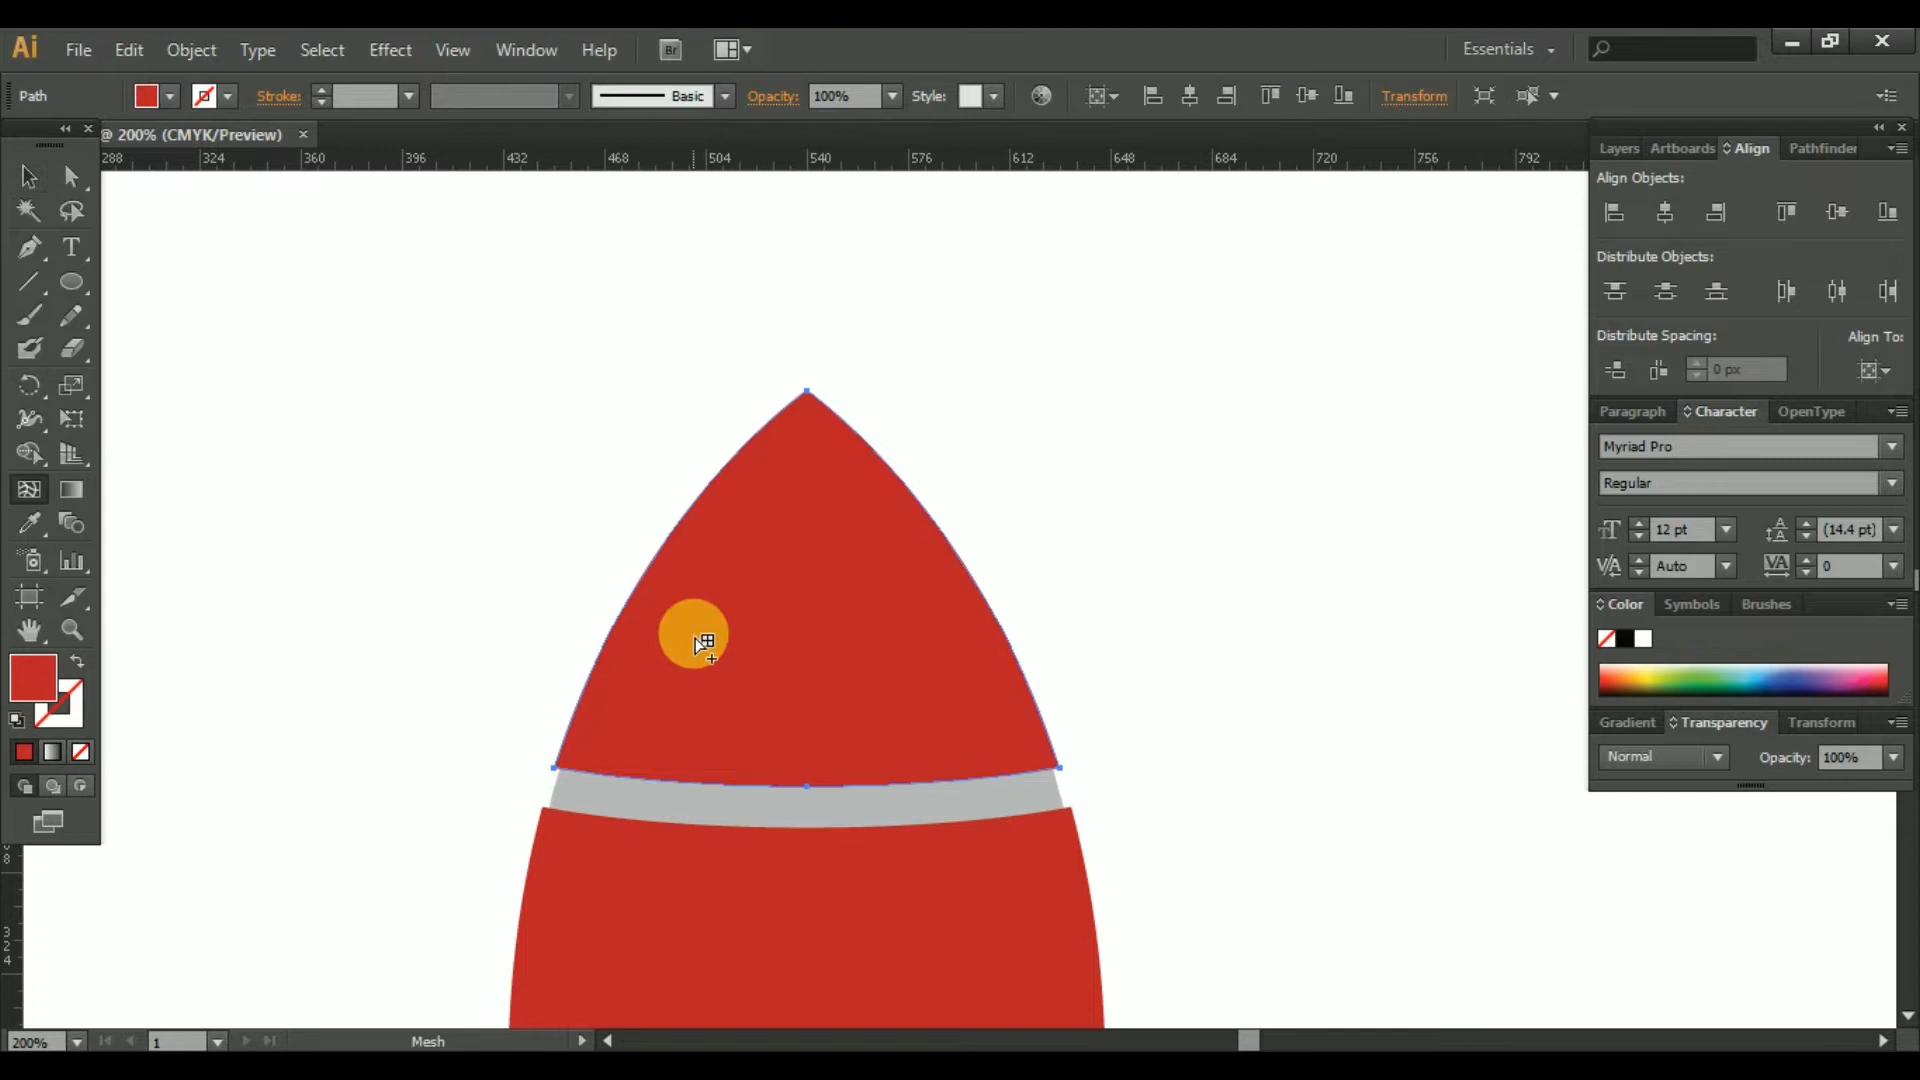 Ai File Edit Object Type Select Effect View Window Help Br Essentials
Path Stroke: Basic Opacity: 100% Style: Transform
@ 200% (CMYK/Preview) ×
288 324 360 396 432 468 504 540 576 612 648 684 720 756 792
Layers Artboards Align Pathfinder
Align Objects:
Distribute Objects:
Distribute Spacing: Align To:
0 px
Paragraph Character OpenType
Myriad Pro
Regular
12 pt (14.4 pt)
Auto 0
Color Symbols Brushes
Gradient Transparency Transform
Normal Opacity: 100%
8
3
2
4
200% 1 Mesh